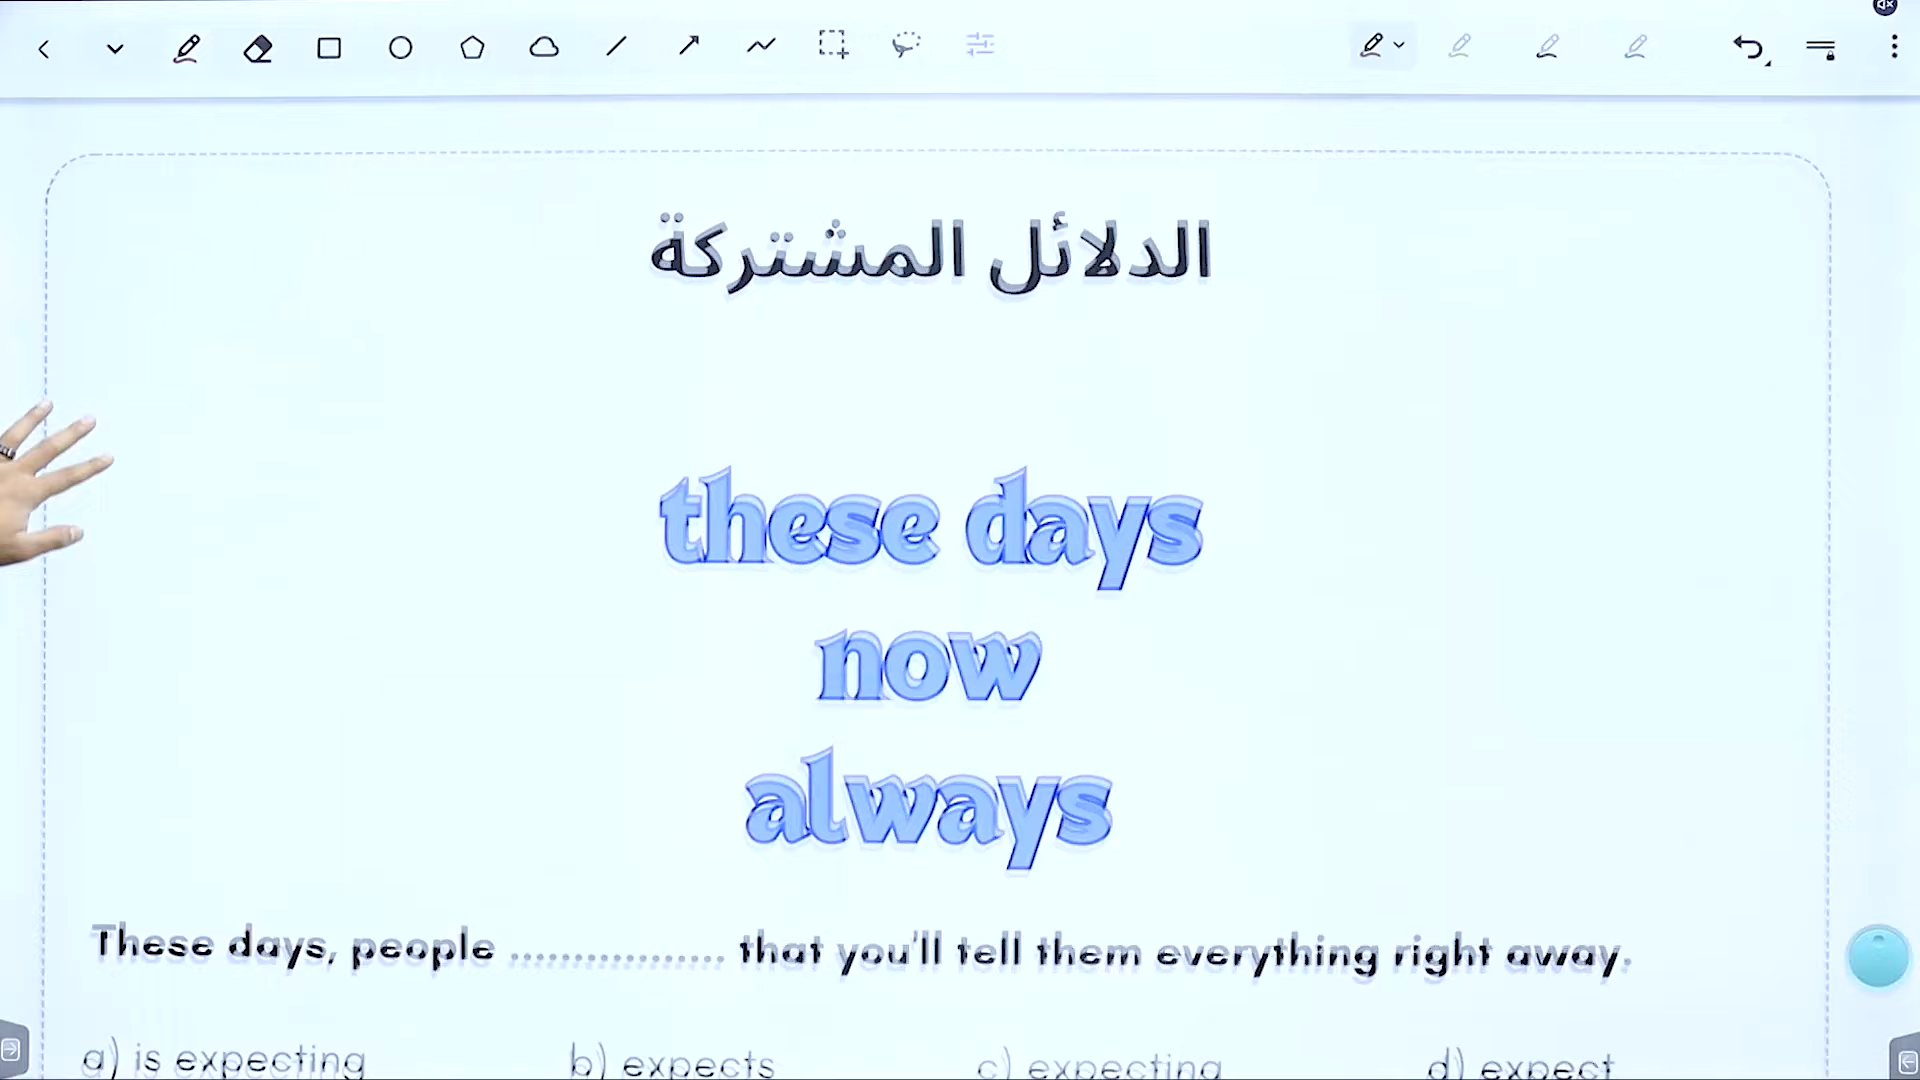 الدلائل المشتركة
these days
now
always
These days, people .................. that you'll tell them everything right away.
a) is expecting b) expects c) expecting d) expect